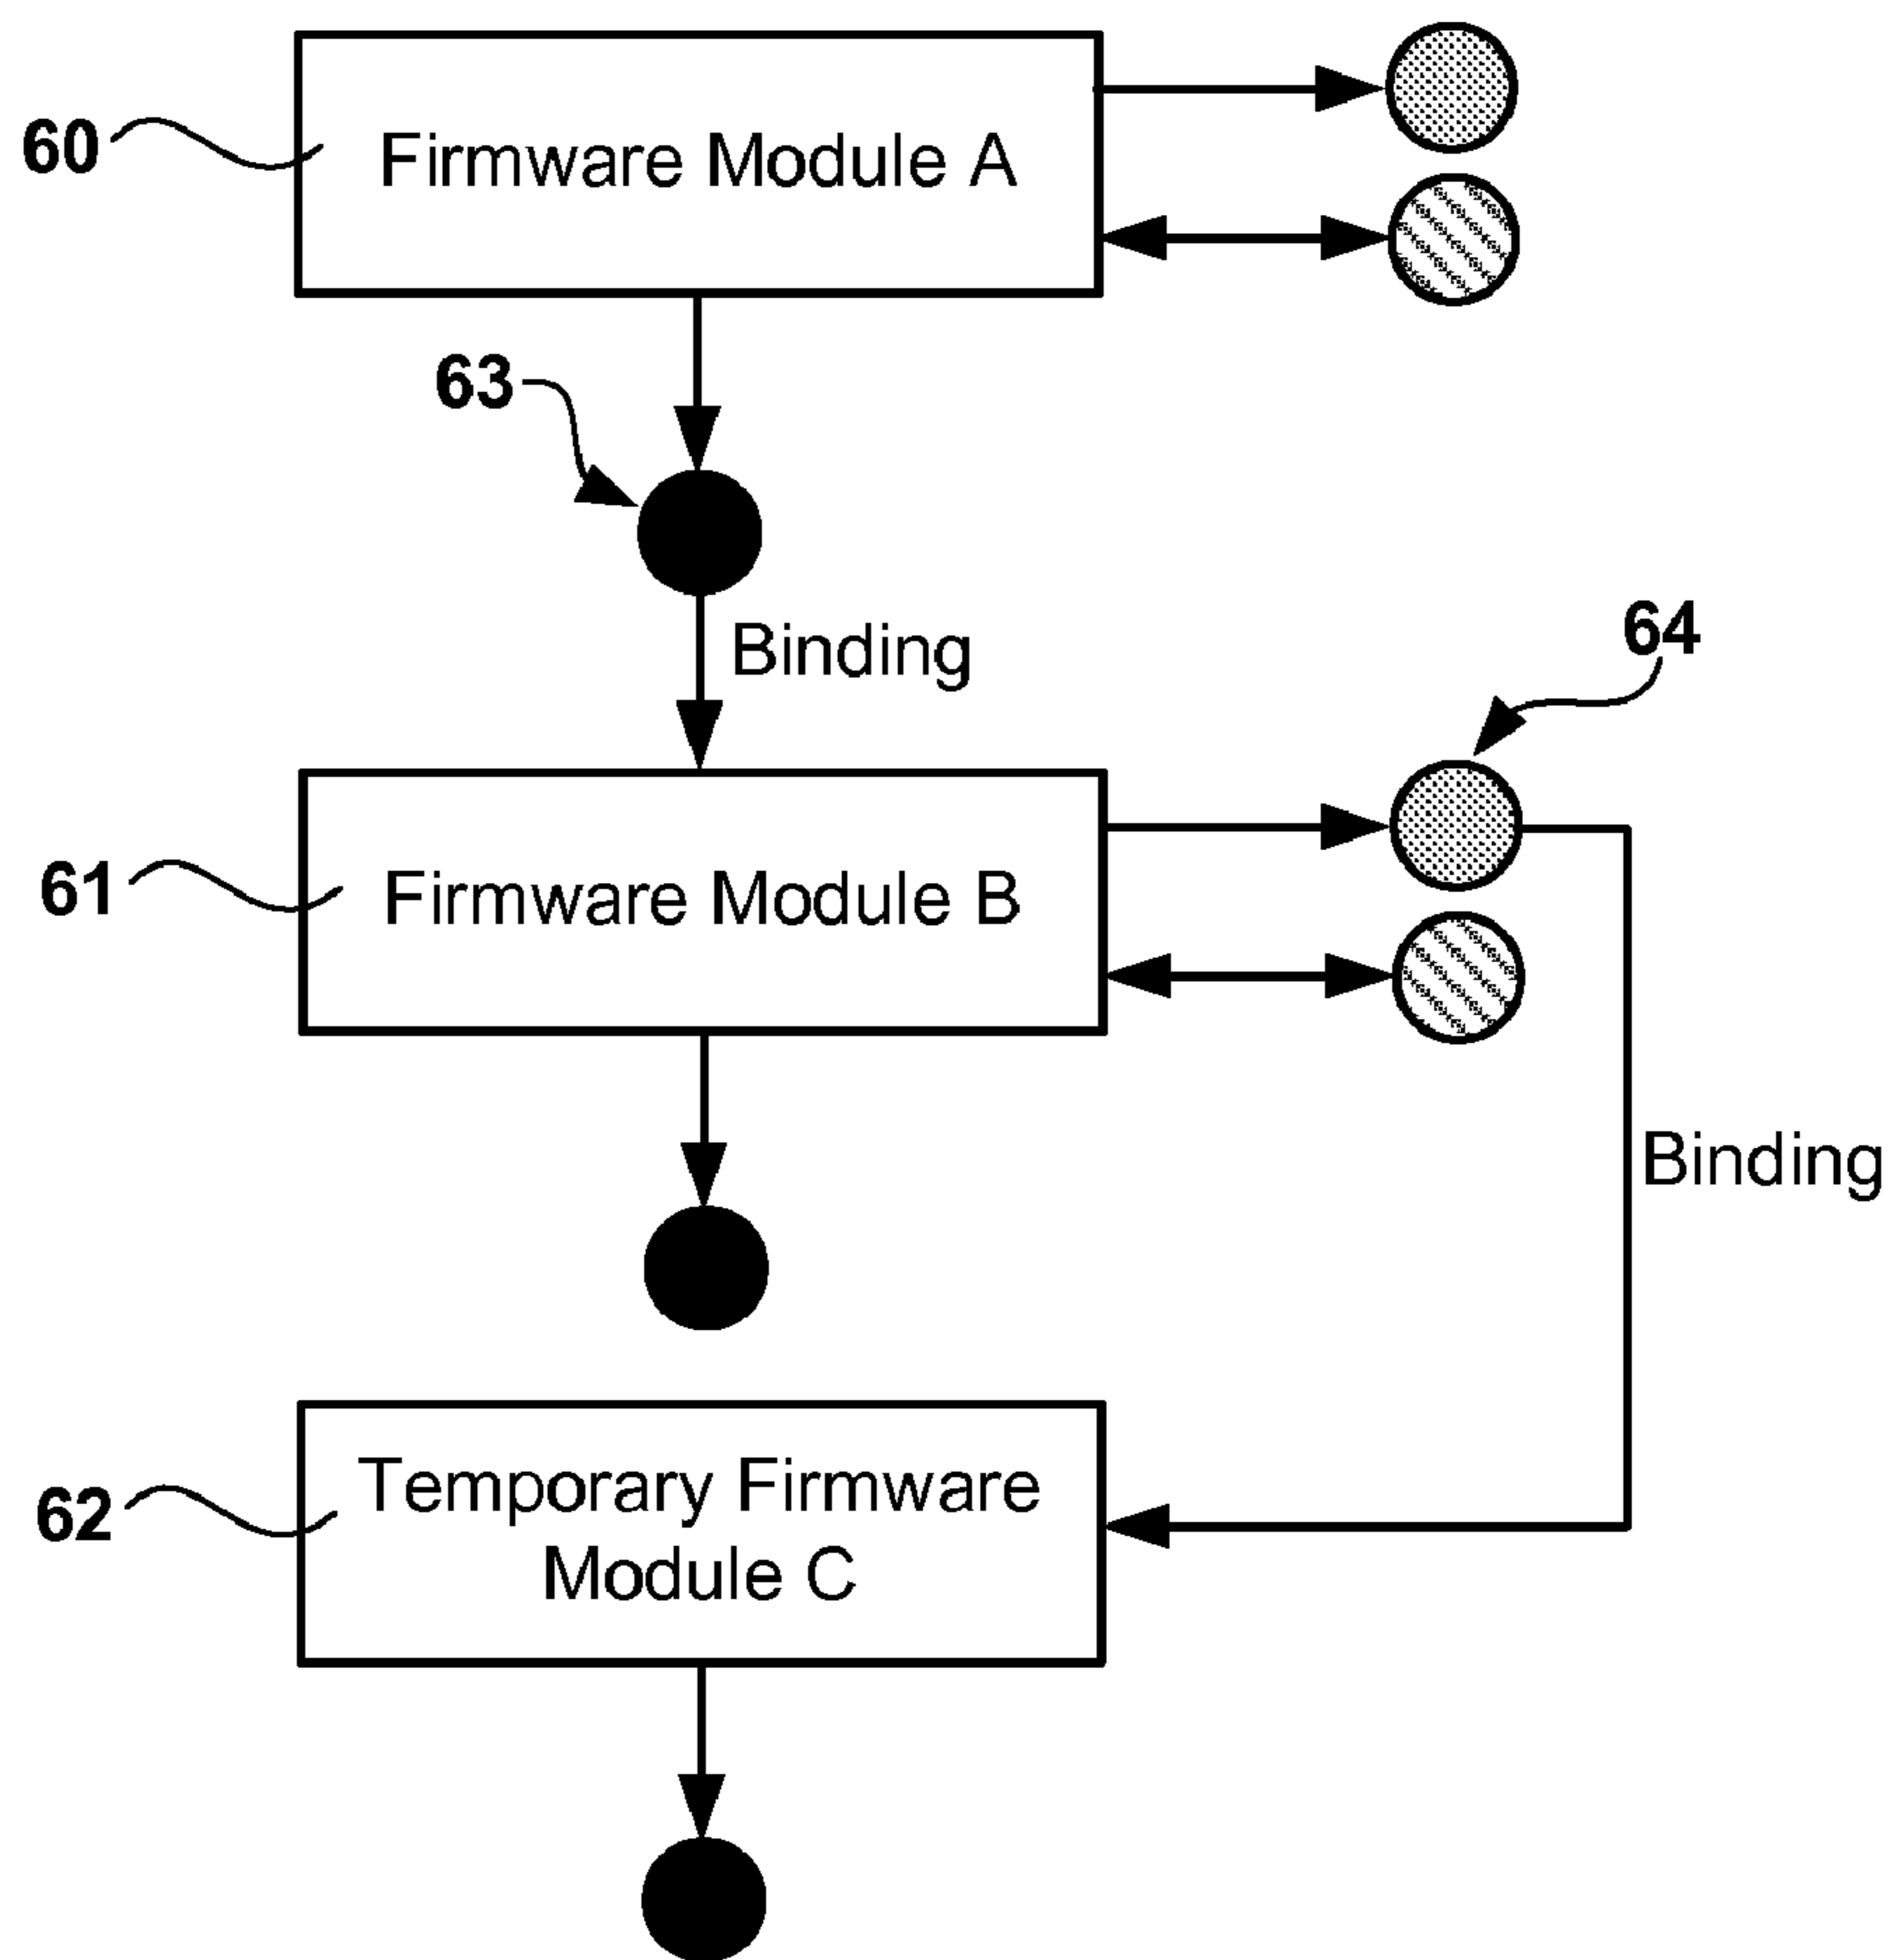 60
Firmware Module A
63
Binding
64
61
Firmware Module B
Binding
62
Temporary Firmware
Module C